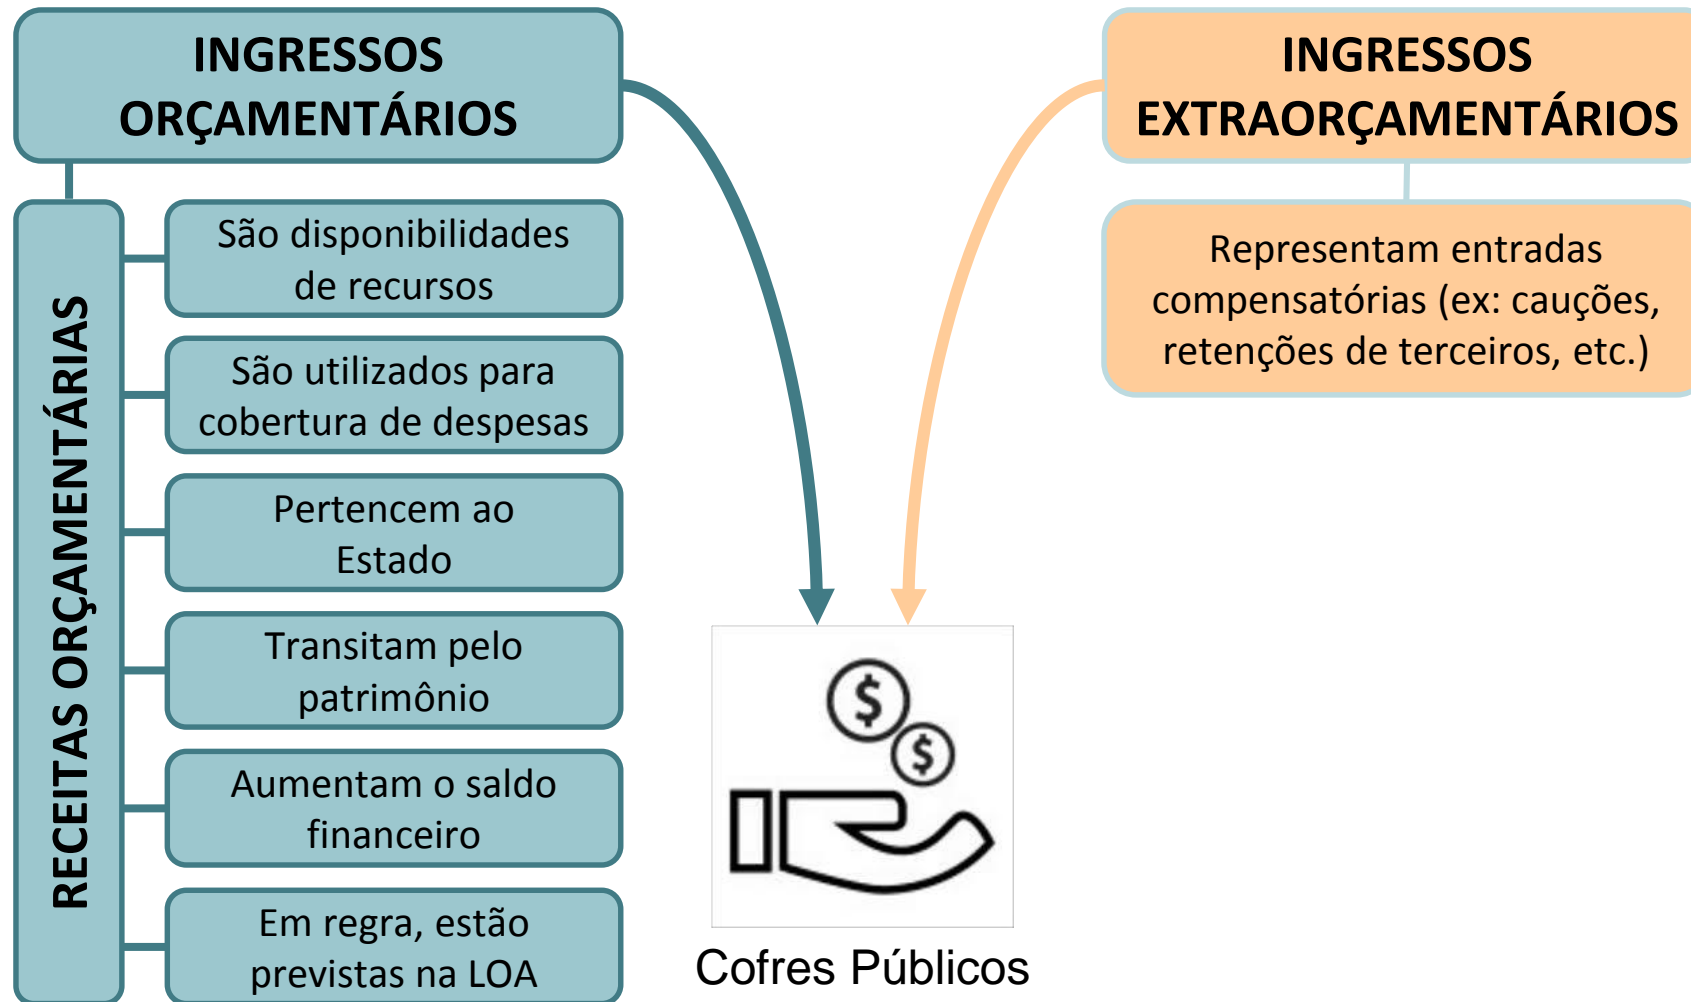 INGRESSOS
ORÇAMENTÁRIOS
RECEITAS ORÇAMENTÁRIAS
São disponibilidades
de recursos
São utilizados para
cobertura de despesas
Pertencem ao
Estado
Transitam pelo
patrimônio
Aumentam o saldo
financeiro
Em regra, estão
previstas na LOA
INGRESSOS
EXTRAORÇAMENTÁRIOS
Representam entradas
compensatórias (ex: cauções,
retenções de terceiros, etc.)
$
$
Cofres Públicos